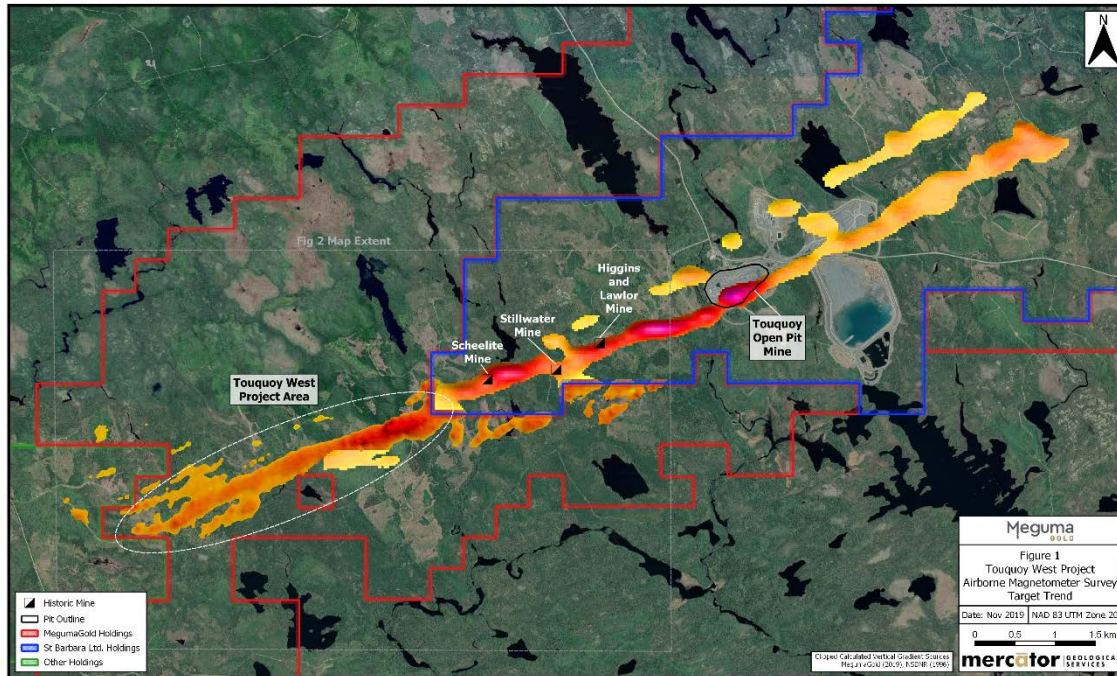 N
Fig 2 Map Extent
Higgins
and
Lawlor
Mine
Stillwater
Mine
Scheelite
Mine
Touquoy
Open Pit
Mine
Touquoy West
Project Area
Historic Mine
Pit Outline
MegumaGold Holdings
St Barbara Ltd. Holdings
Other Holdings
Clipped Calculated Vertical Gradient Sources
MegumaGold (2019), NSDNR (1996)
Meguma
GOLD
Figure 1
Touquoy West Project
Airborne Magnetometer Survey
Target Trend
Date: Nov 2019 NAD 83 UTM Zone 20
0 0.5 1 1.5 km
mercator GEOLOGICAL
SERVICES